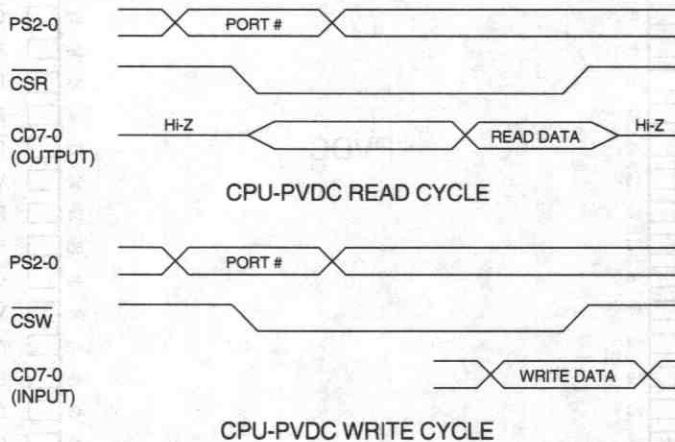 PS2-0 PORT #
CSR
Hi-Z Hi-Z
CD7-0 READ DATA
(OUTPUT)
CPU-PVDC READ CYCLE
PS2-0 PORT #
CSW
CD7-0 WRITE DATA
(INPUT)
CPU-PVDC WRITE CYCLE